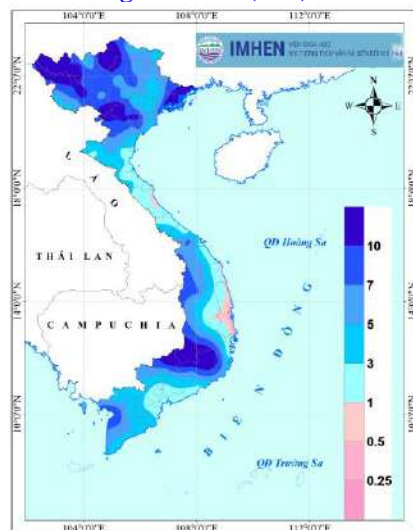 104°0'0"E 108°0'0"E 112°0'0"E
IMHEN
22°0'0"N
N
W E
S
L À O
18°0'0"N
QĐ Hoàng Sa
THÁI LAN
10
7
14°0'0"N
CAMPUCHIA
5
3
BIỂN ĐÔNG
1
10°0'0"N
0.5
QĐ Trường Sa
0.25
104°0'0"E 108°0'0"E 112°0'0"E